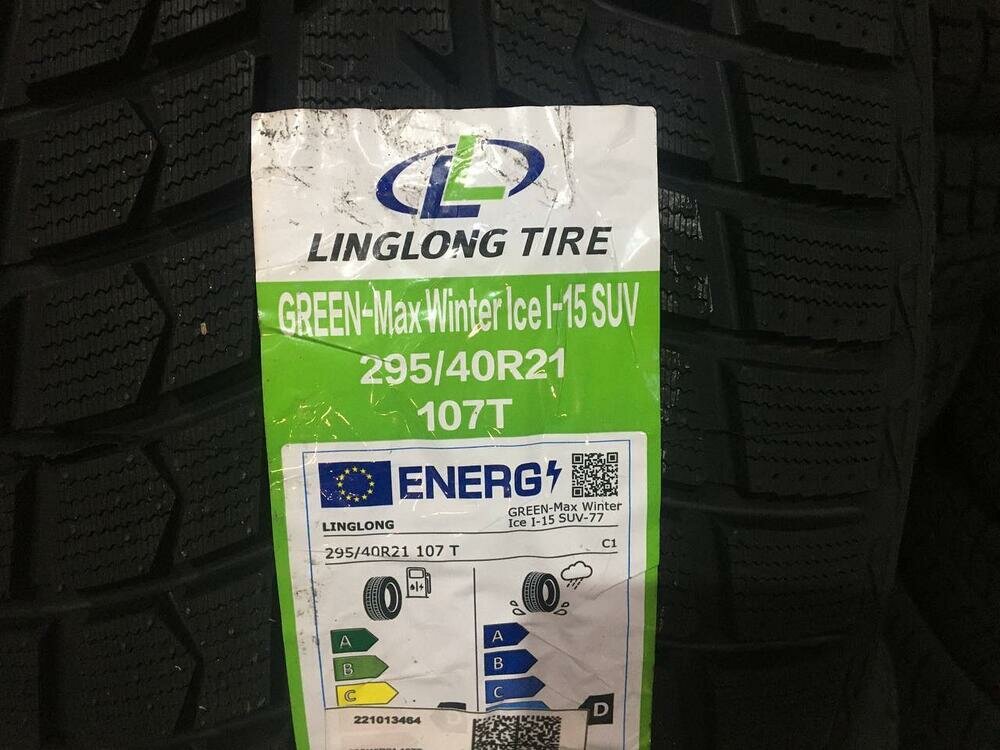 LINGLONG TIRE
GREEN-Max Winter Ice I-15 SUV
295/40R21
107T
ENERG
LINGLONG
GREEN-Max Winter
Ice I-15 SUV-77
295/40R21 107 T
C1
A
A
B
B
C
C
D
D
221013464